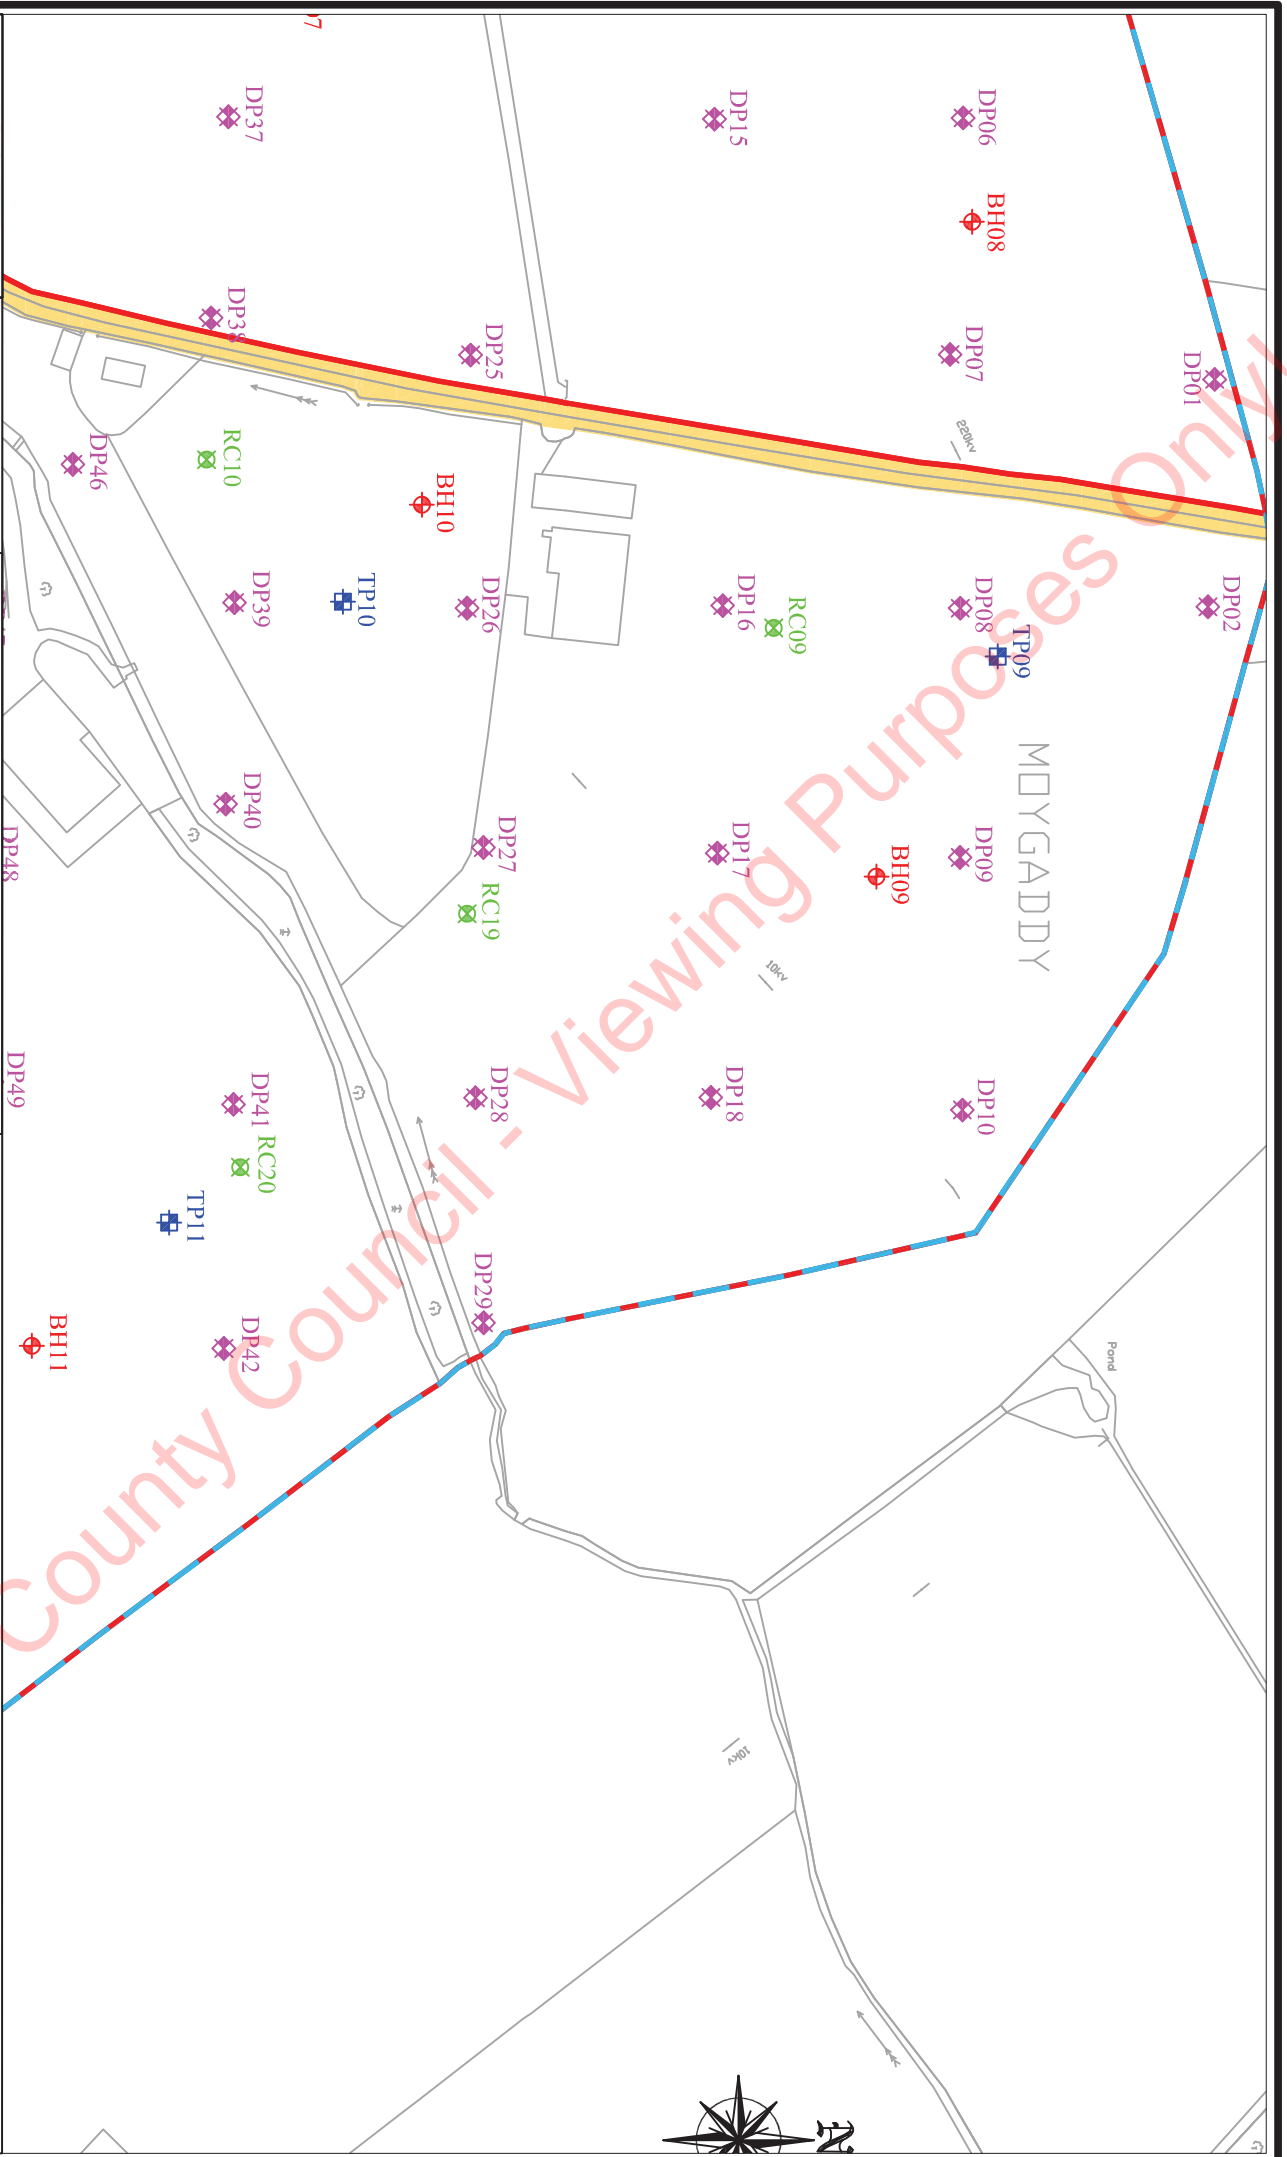 DP01
DP02
DP06
BH08
DP07
220kv
DP08
TP09
MOYGADDY
DP09
BH09
DP10
Pond
DP15
DP16
RC09
DP17
10kv
DP18
10kv
DP25
BH10
DP26
DP27
RC19
DP28
DP29
TP10
DP37
DP38
RC10
DP39
DP40
DP41
RC20
TP11
DP42
DP46
DP48
DP49
BH11
N
County Council - Viewing Purposes Only!